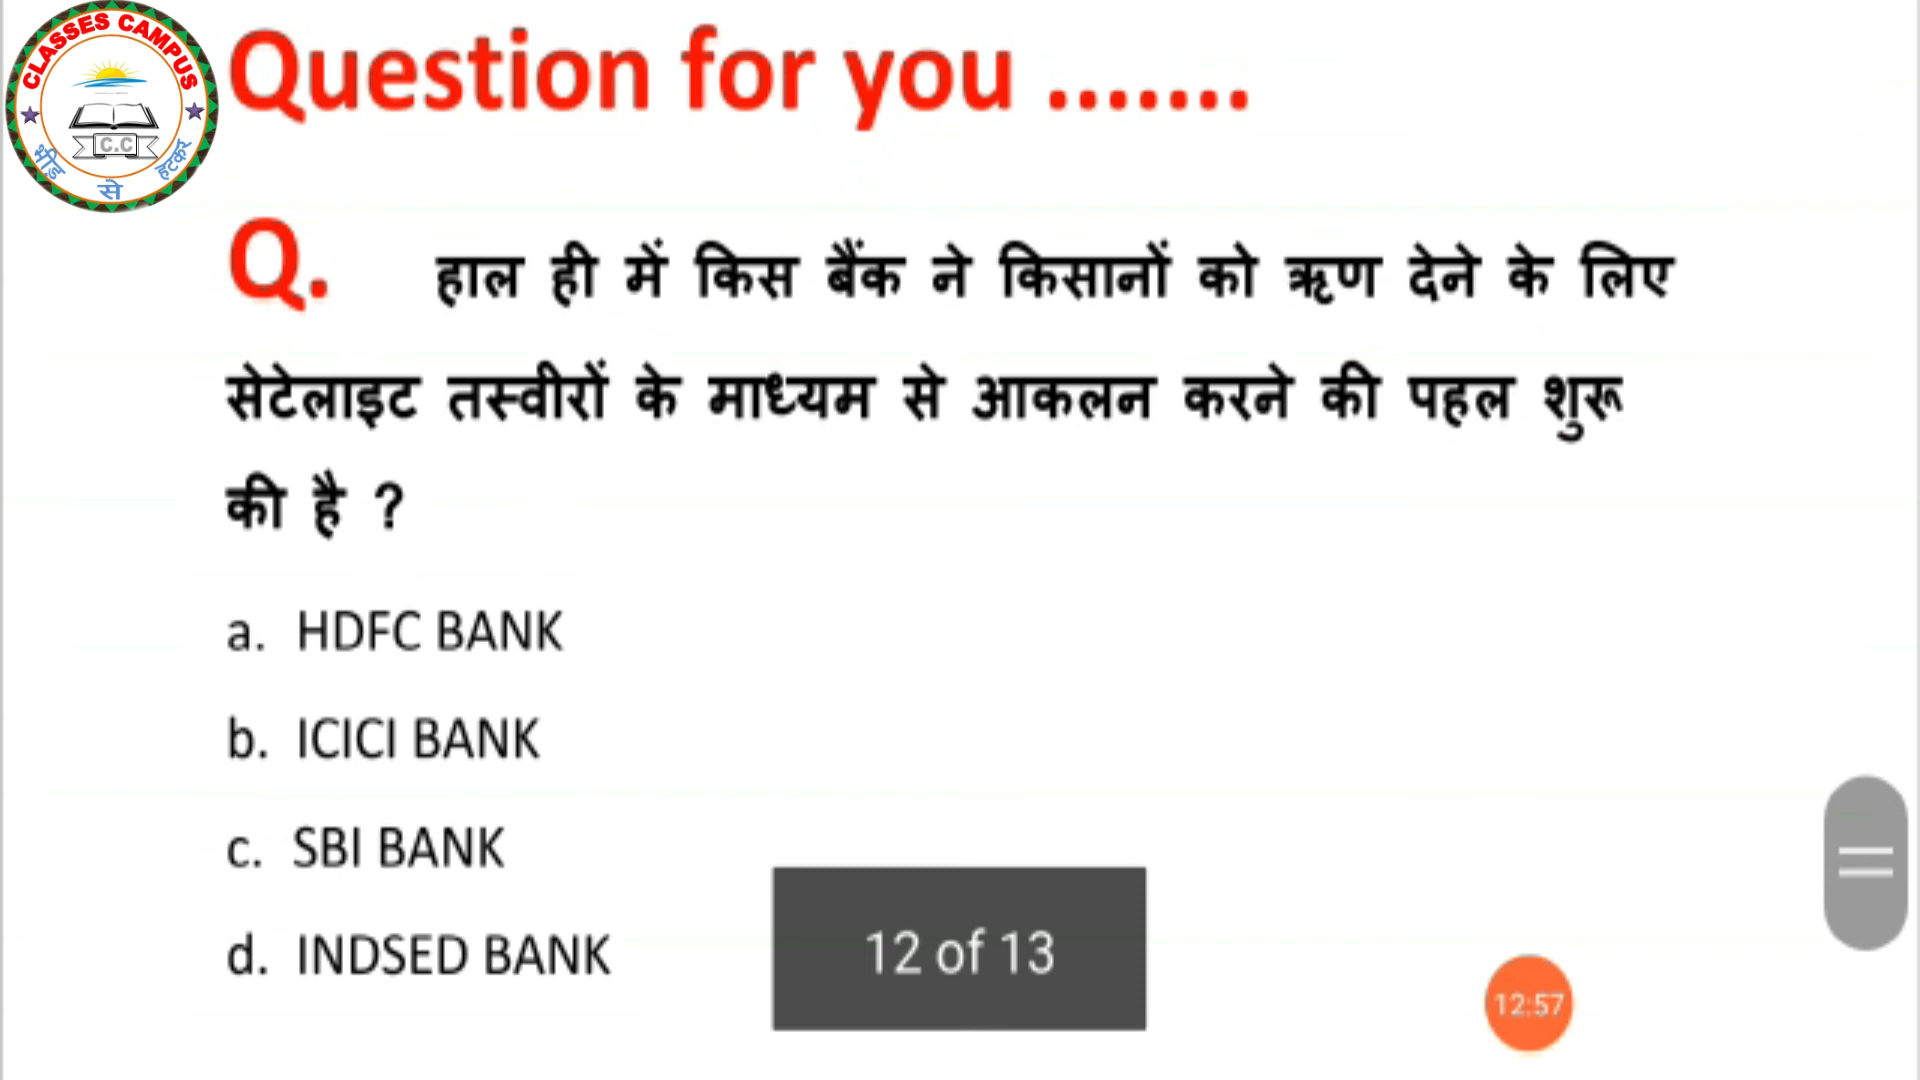 CLASSES CAMPUS
C.C
भीड़ से हटकर
Question for you .......
Q. हाल ही में किस बैंक ने किसानों को ऋण देने के लिए
सेटेलाइट तस्वीरों के माध्यम से आकलन करने की पहल शुरू
की है ?
a. HDFC BANK
b. ICICI BANK
c. SBI BANK
d. INDSED BANK
12 of 13
12:57